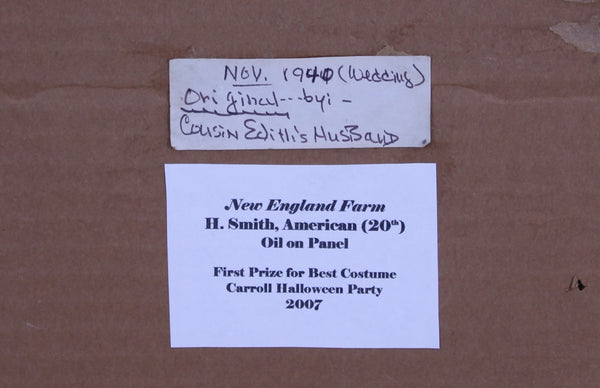 Nov. 1940 (Wedding)
Original---by:-
Cousin Edith's Husband
New England Farm
H. Smith, American (20th)
Oil on Panel
First Prize for Best Costume
Carroll Halloween Party
2007